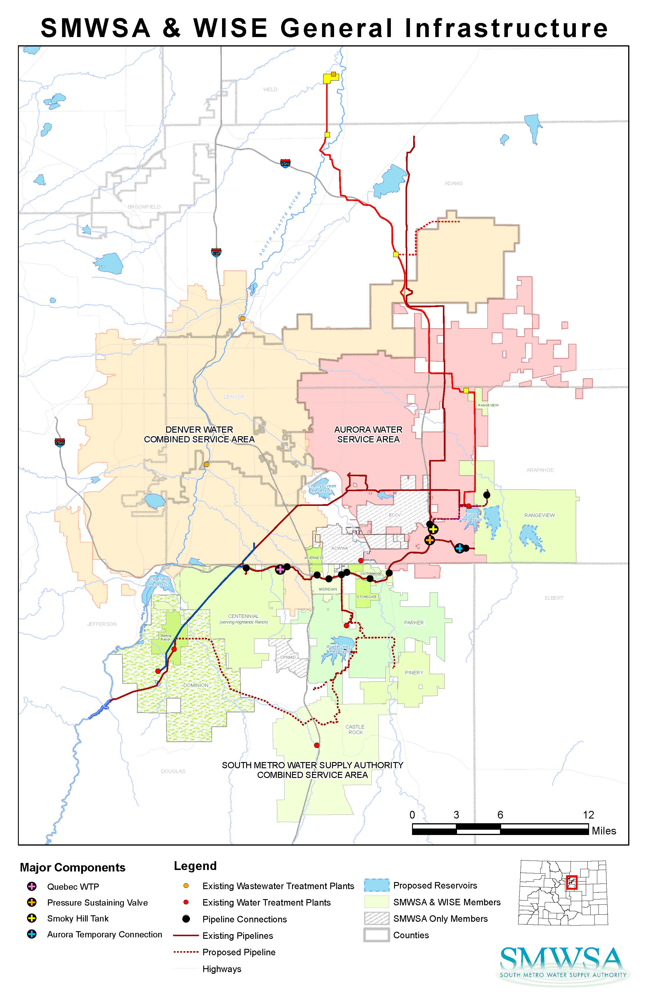 SMWSA & WISE General Infrastructure
WELD
E-470
ADAMS
BROOMFIELD
SOUTH PLATTE RIVER
I-25
DENVER
RANGEVIEW
DENVER WATER
COMBINED SERVICE AREA
AURORA WATER
SERVICE AREA
C-470
ARAPAHOE
Cherry Creek
Reservoir
ECCV
Aurora
Reservoir
RANGEVIEW
ACWWA
INVERNESS
COTTONWOOD
Chatfield
Reservoir
MERIDIAN
STONEGATE
ELBERT
CENTENNIAL
(serving Highlands Ranch)
PARKER
JEFFERSON
Sterling
Ranch
Rueter-Hess
Reservoir
CPNMD
PINERY
DOMINION
CASTLE
ROCK
SOUTH METRO WATER SUPPLY AUTHORITY
COMBINED SERVICE AREA
DOUGLAS
0 3 6 12
Miles
Major Components
Quebec WTP
Pressure Sustaining Valve
Smoky Hill Tank
Aurora Temporary Connection
Legend
Existing Wastewater Treatment Plants
Existing Water Treatment Plants
Pipeline Connections
Existing Pipelines
Proposed Pipeline
Highways
Proposed Reservoirs
SMWSA & WISE Members
SMWSA Only Members
Counties
SMWSA
SOUTH METRO WATER SUPPLY AUTHORITY